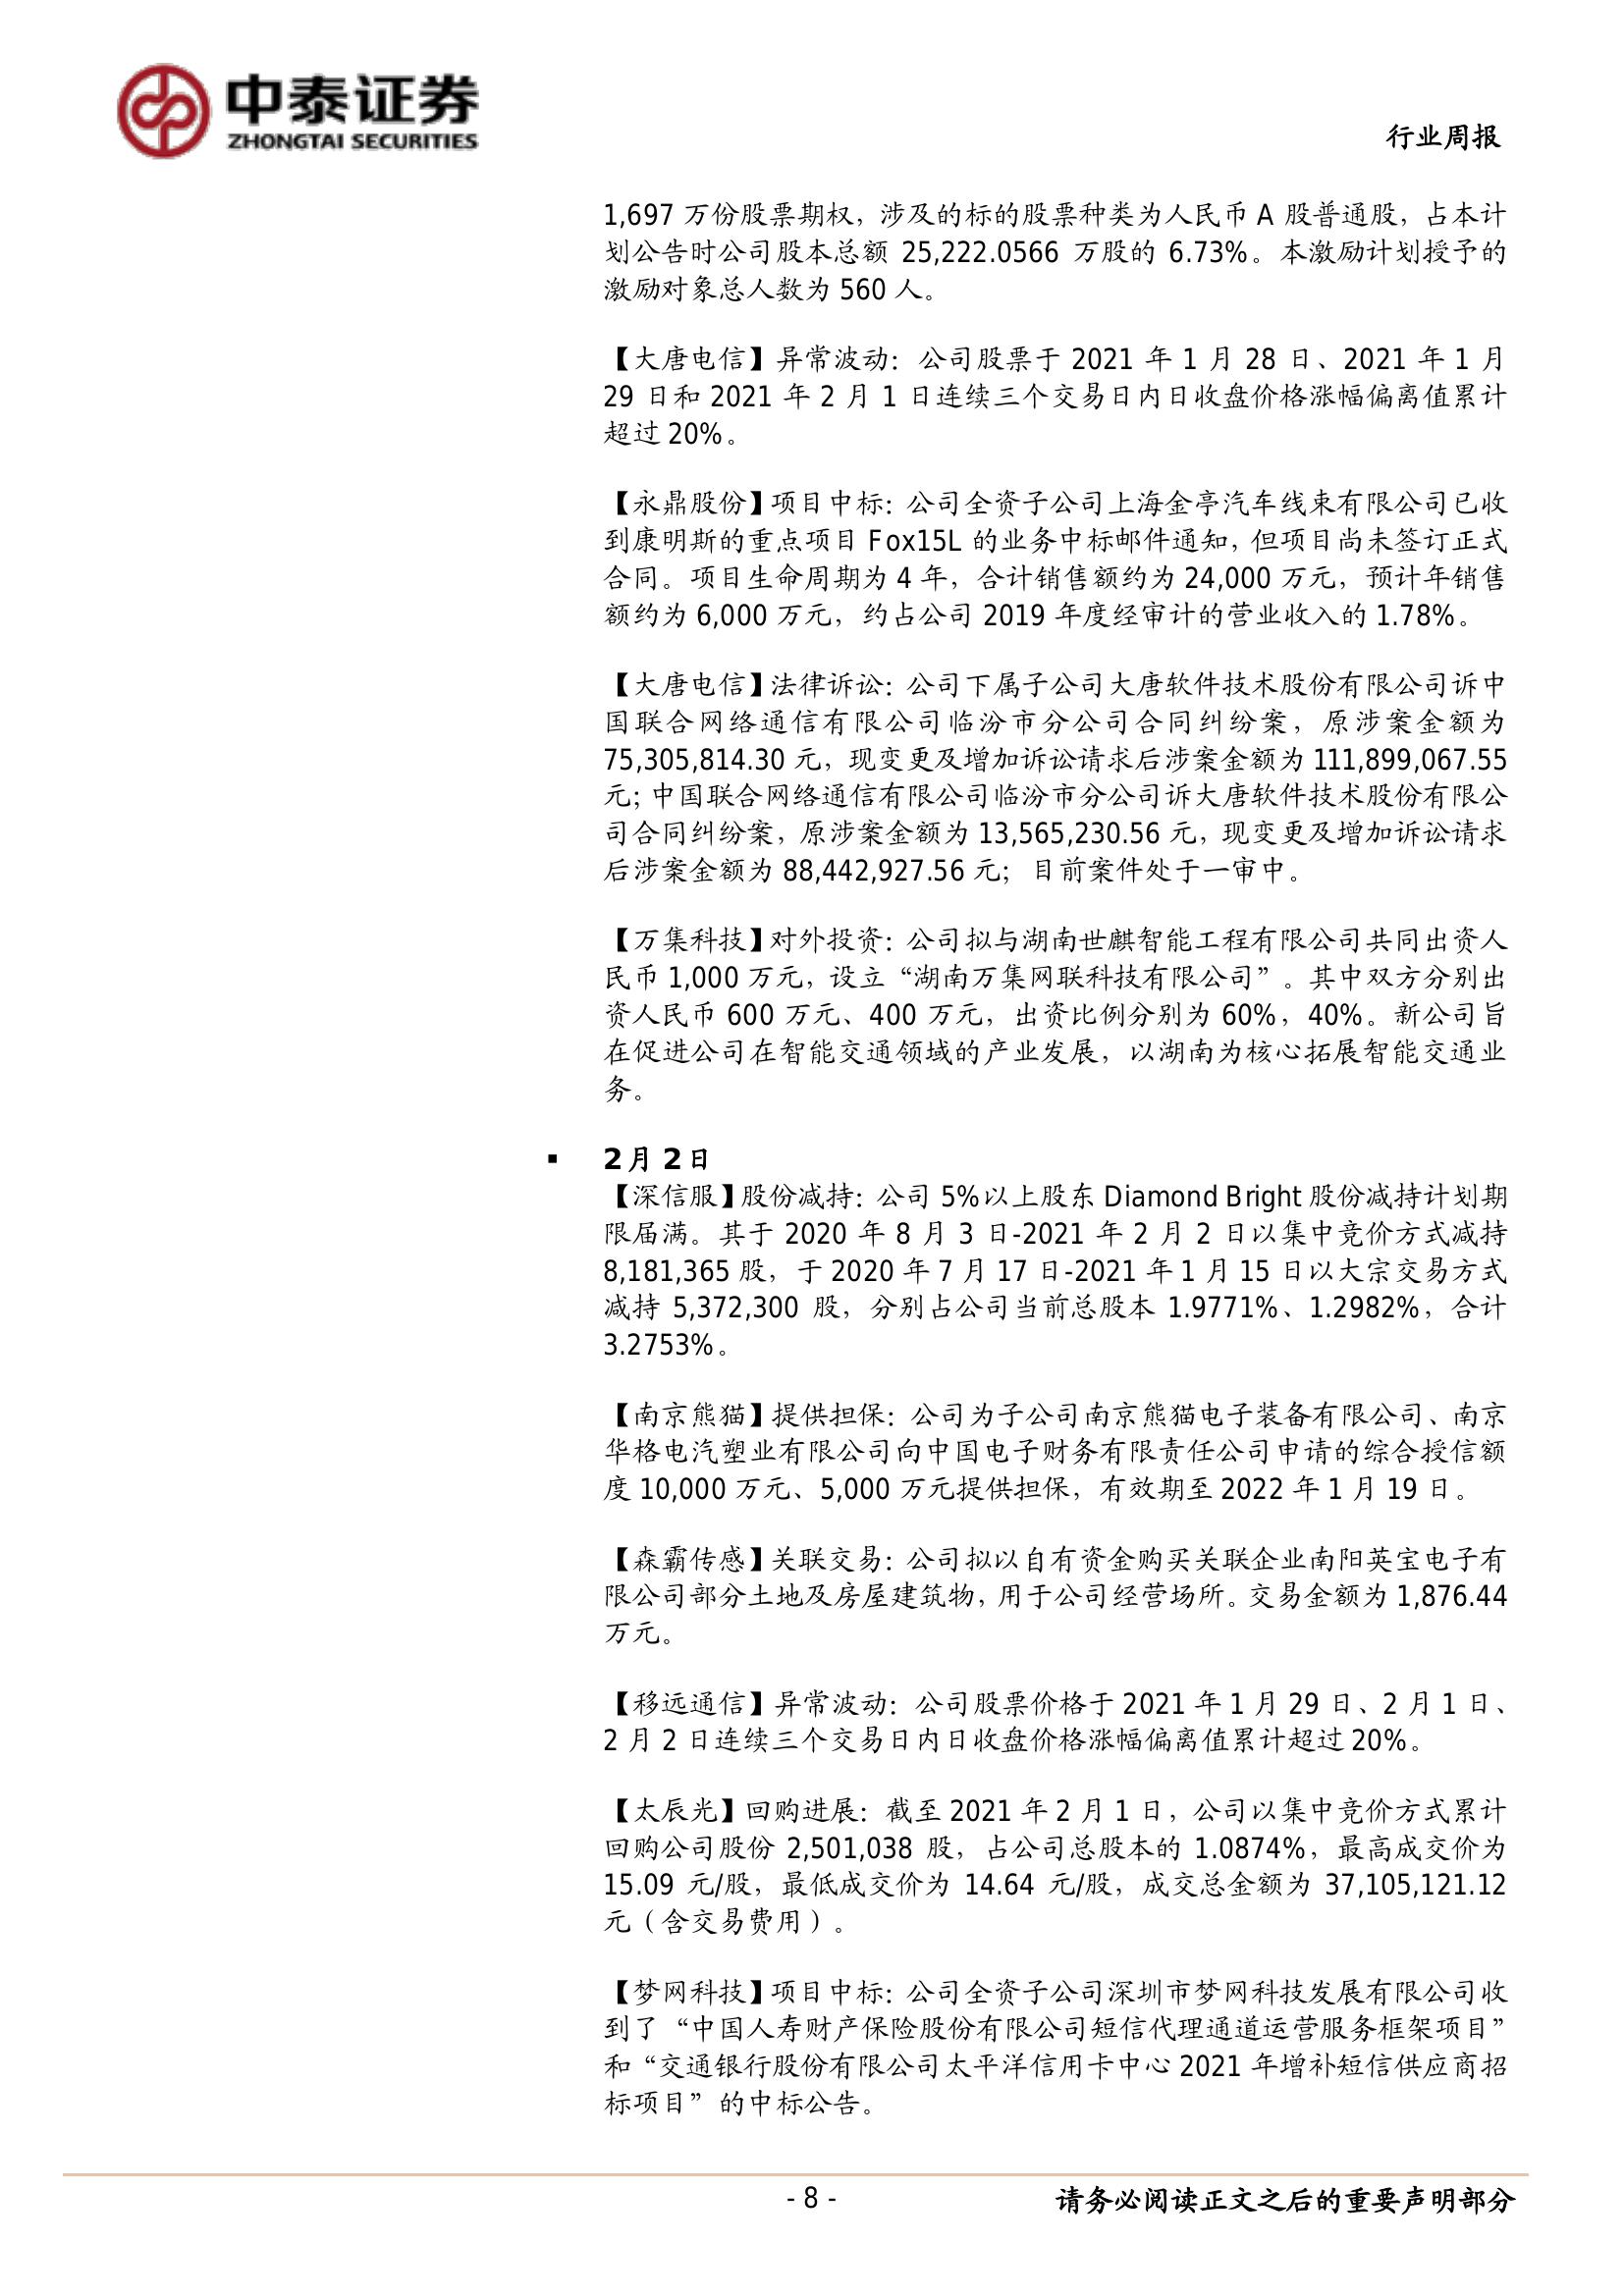 中泰证券
ZHONGTAI SECURITIES
行业周报
1,697 万份股票期权，涉及的标的股票种类为人民币 A 股普通股，占本计
划公告时公司股本总额 25,222.0566 万股的 6.73%。本激励计划授予的
激励对象总人数为 560 人。
【大唐电信】异常波动：公司股票于 2021 年 1 月 28 日、2021 年 1 月
29 日和 2021 年 2 月 1 日连续三个交易日内日收盘价格涨幅偏离值累计
超过 20%。
【永鼎股份】项目中标：公司全资子公司上海金亭汽车线束有限公司已收
到康明斯的重点项目 Fox15L 的业务中标邮件通知，但项目尚未签订正式
合同。项目生命周期为 4 年，合计销售额约为 24,000 万元，预计年销售
额约为 6,000 万元，约占公司 2019 年度经审计的营业收入的 1.78%。
【大唐电信】法律诉讼：公司下属子公司大唐软件技术股份有限公司诉中
国联合网络通信有限公司临汾市分公司合同纠纷案，原涉案金额为
75,305,814.30 元，现变更及增加诉讼请求后涉案金额为 111,899,067.55
元；中国联合网络通信有限公司临汾市分公司诉大唐软件技术股份有限公
司合同纠纷案，原涉案金额为 13,565,230.56 元，现变更及增加诉讼请求
后涉案金额为 88,442,927.56 元；目前案件处于一审中。
【万集科技】对外投资：公司拟与湖南世麒智能工程有限公司共同出资人
民币 1,000 万元，设立“湖南万集网联科技有限公司”。其中双方分别出
资人民币 600 万元、400 万元，出资比例分别为 60%，40%。新公司旨
在促进公司在智能交通领域的产业发展，以湖南为核心拓展智能交通业
务。
▪ 2 月 2 日
【深信服】股份减持：公司 5%以上股东 Diamond Bright 股份减持计划期
限届满。其于 2020 年 8 月 3 日-2021 年 2 月 2 日以集中竞价方式减持
8,181,365 股，于 2020 年 7 月 17 日-2021 年 1 月 15 日以大宗交易方式
减持 5,372,300 股，分别占公司当前总股本 1.9771%、1.2982%，合计
3.2753%。
【南京熊猫】提供担保：公司为子公司南京熊猫电子装备有限公司、南京
华格电汽塑业有限公司向中国电子财务有限责任公司申请的综合授信额
度 10,000 万元、5,000 万元提供担保，有效期至 2022 年 1 月 19 日。
【森霸传感】关联交易：公司拟以自有资金购买关联企业南阳英宝电子有
限公司部分土地及房屋建筑物，用于公司经营场所。交易金额为 1,876.44
万元。
【移远通信】异常波动：公司股票价格于 2021 年 1 月 29 日、2 月 1 日、
2 月 2 日连续三个交易日内日收盘价格涨幅偏离值累计超过 20%。
【太辰光】回购进展：截至 2021 年 2 月 1 日，公司以集中竞价方式累计
回购公司股份 2,501,038 股，占公司总股本的 1.0874%，最高成交价为
15.09 元/股，最低成交价为 14.64 元/股，成交总金额为 37,105,121.12
元（含交易费用）。
【梦网科技】项目中标：公司全资子公司深圳市梦网科技发展有限公司收
到了“中国人寿财产保险股份有限公司短信代理通道运营服务框架项目”
和“交通银行股份有限公司太平洋信用卡中心 2021 年增补短信供应商招
标项目”的中标公告。
- 8 -
请务必阅读正文之后的重要声明部分